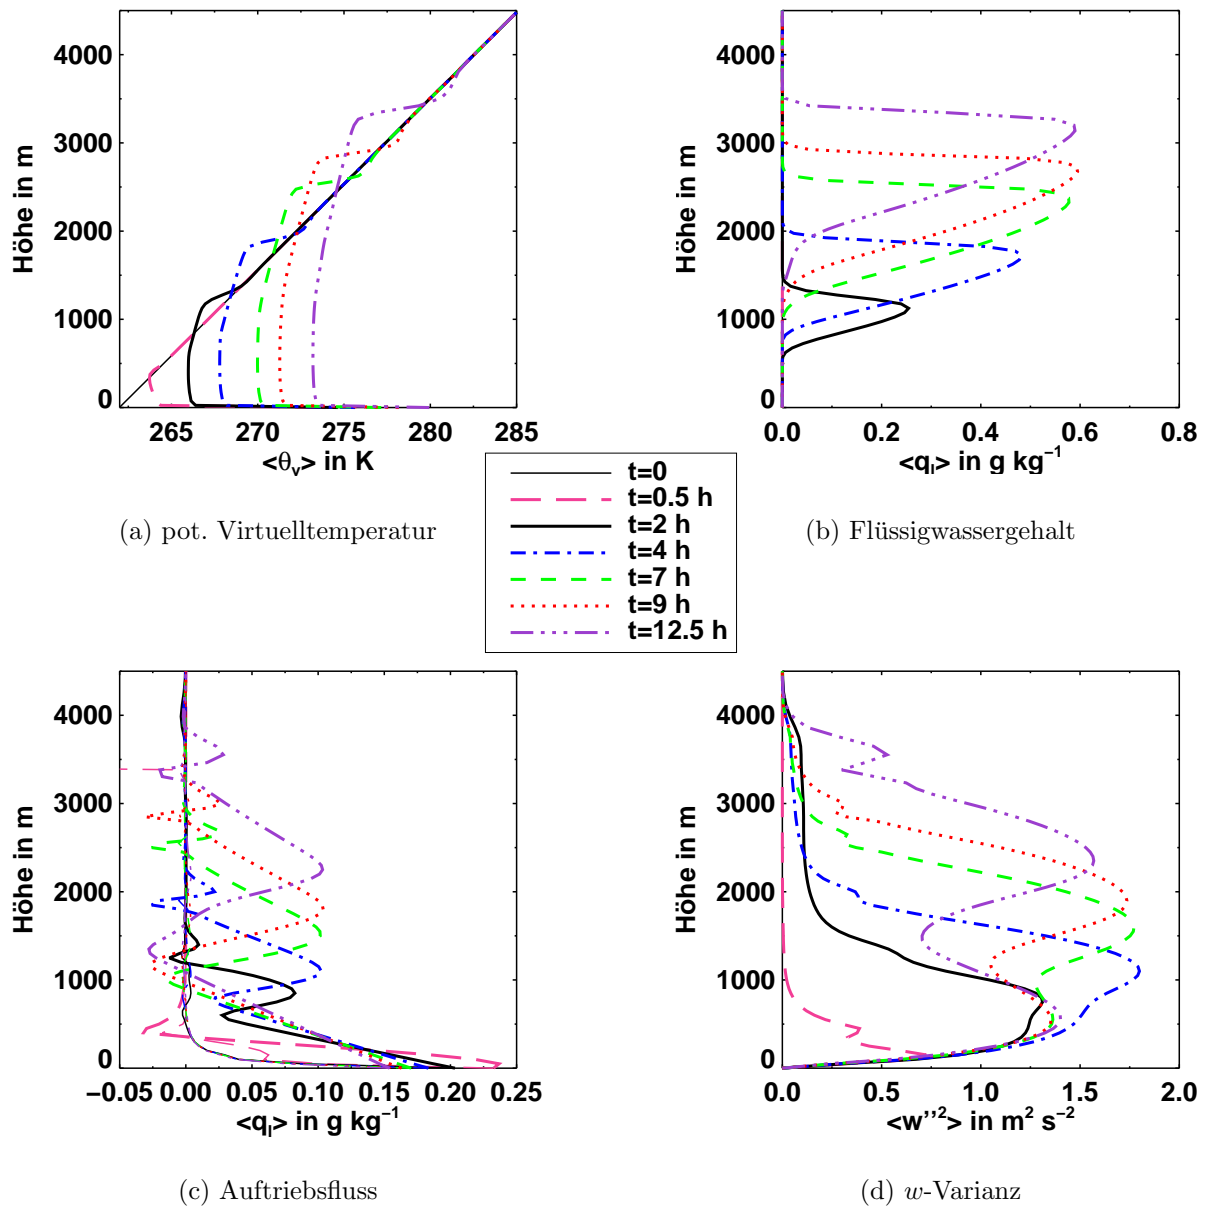 4000
3000
2000
1000
0
Höhe in m
265 270 275 280 285
<θv> in K
(a) pot. Virtuelltemperatur
4000
3000
2000
1000
0
Höhe in m
0.0 0.2 0.4 0.6 0.8
<ql> in g kg−1
(b) Flüssigwassergehalt
t=0
t=0.5 h
t=2 h
t=4 h
t=7 h
t=9 h
t=12.5 h
4000
3000
2000
1000
0
Höhe in m
−0.05 0.00 0.05 0.10 0.15 0.20 0.25
<ql> in g kg−1
(c) Auftriebsfluss
4000
3000
2000
1000
0
Höhe in m
0.0 0.5 1.0 1.5 2.0
<w''2> in m2 s−2
(d) w-Varianz